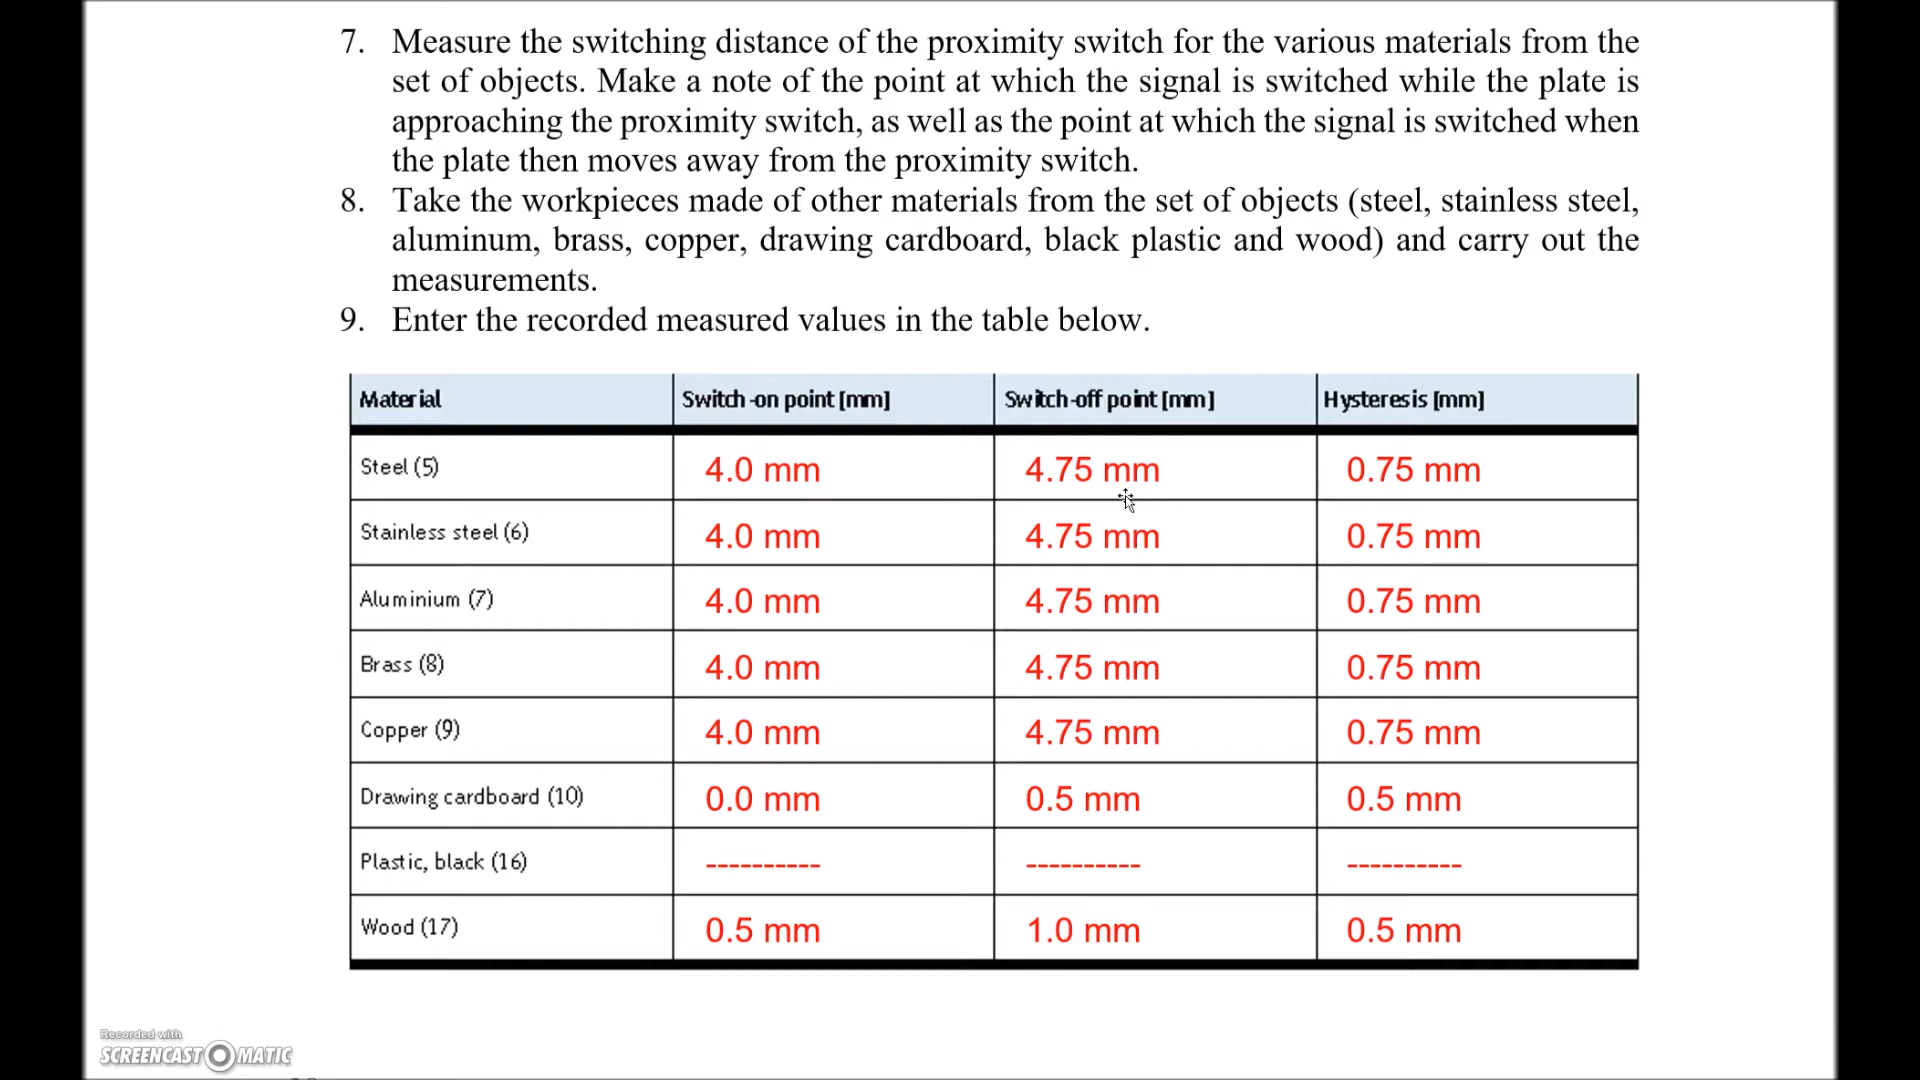 7. Measure the switching distance of the proximity switch for the various materials from the
set of objects. Make a note of the point at which the signal is switched while the plate is
approaching the proximity switch, as well as the point at which the signal is switched when
the plate then moves away from the proximity switch.
8. Take the workpieces made of other materials from the set of objects (steel, stainless steel,
aluminum, brass, copper, drawing cardboard, black plastic and wood) and carry out the
measurements.
9. Enter the recorded measured values in the table below.
Material Switch -on point [mm] Switch-off point [mm] Hysteresis [mm]
Steel (5) 4.0 mm 4.75 mm 0.75 mm
Stainless steel (6) 4.0 mm 4.75 mm 0.75 mm
Aluminium (7) 4.0 mm 4.75 mm 0.75 mm
Brass (8) 4.0 mm 4.75 mm 0.75 mm
Copper (9) 4.0 mm 4.75 mm 0.75 mm
Drawing cardboard (10) 0.0 mm 0.5 mm 0.5 mm
Plastic, black (16) ---------- ---------- ----------
Wood (17) 0.5 mm 1.0 mm 0.5 mm
Recorded with
SCREENCAST MATIC